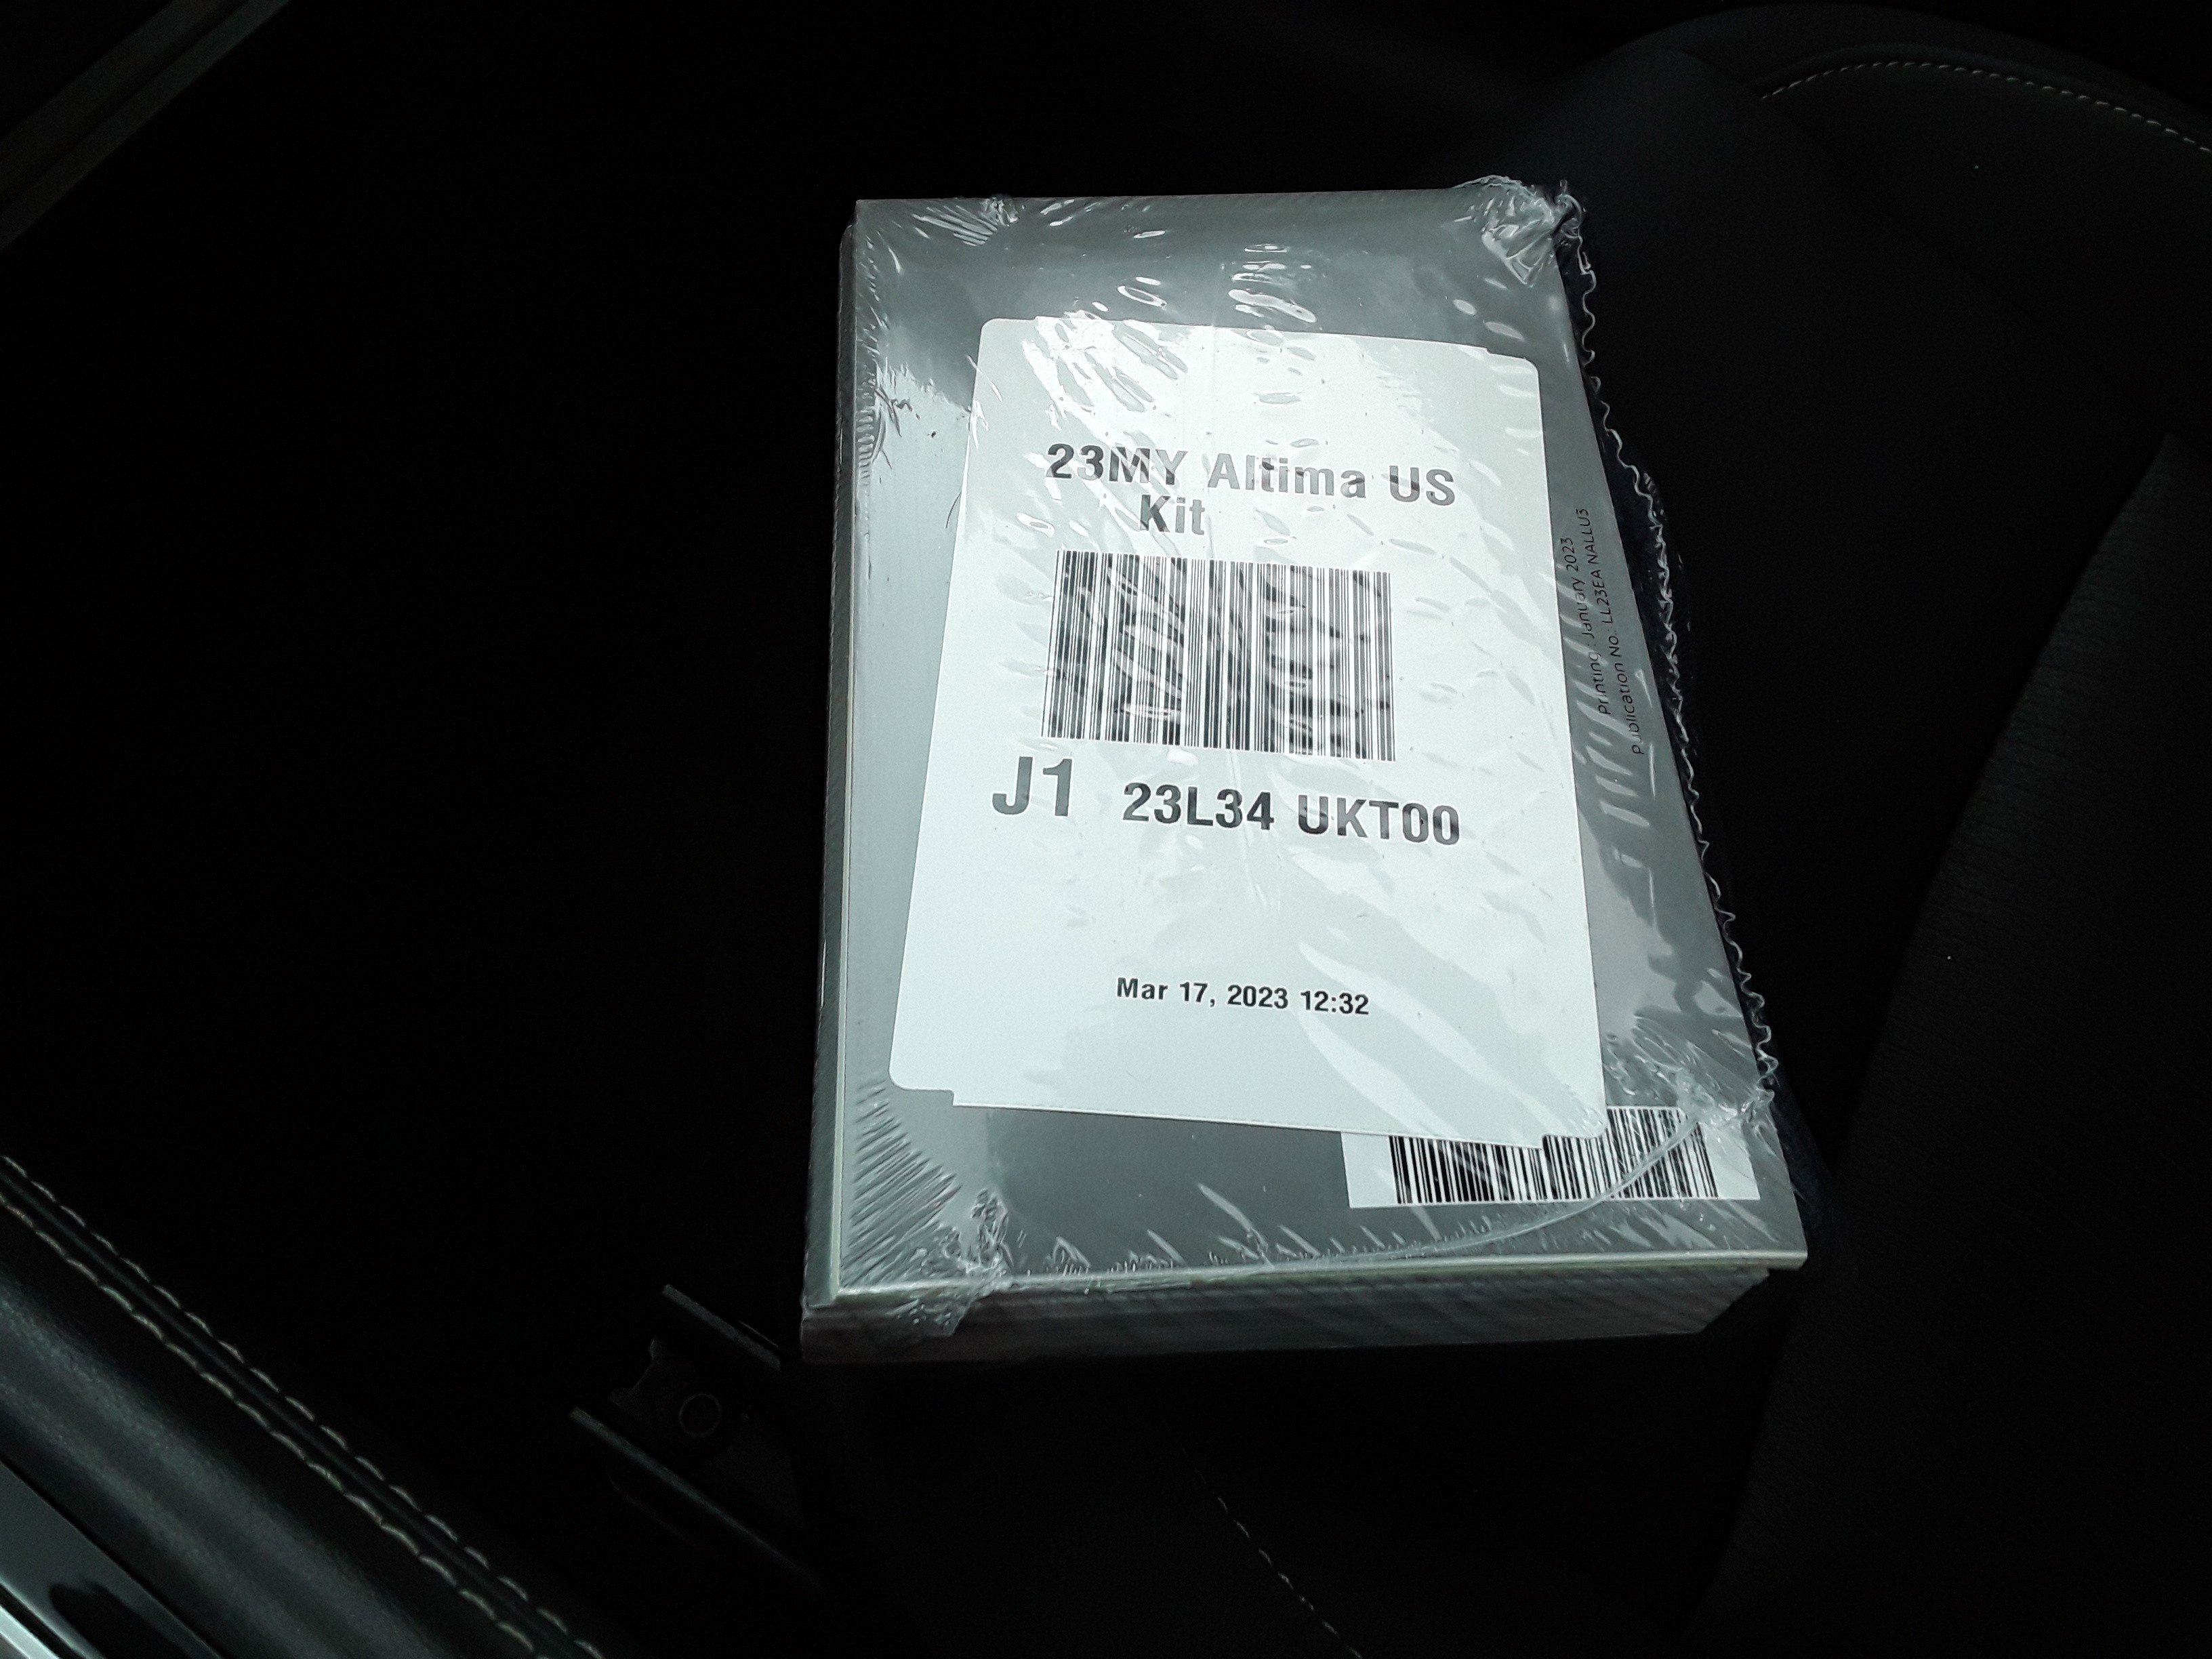 23MY Altima US
Kit
J1 23L34 UKT00
Mar 17, 2023 12:32
Printing: January 2023
Publication No.: LL23EA NALLU3